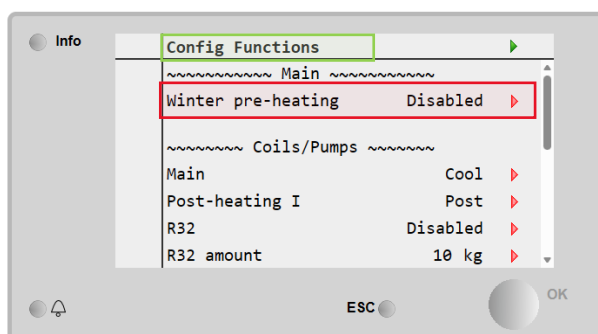 Info
Config Functions
~~~~~~~~~~~ Main ~~~~~~~~~~~
Winter pre-heating Disabled
~~~~~~~~ Coils/Pumps ~~~~~~~
Main Cool
Post-heating I Post
R32 Disabled
R32 amount 10 kg
OK
ESC